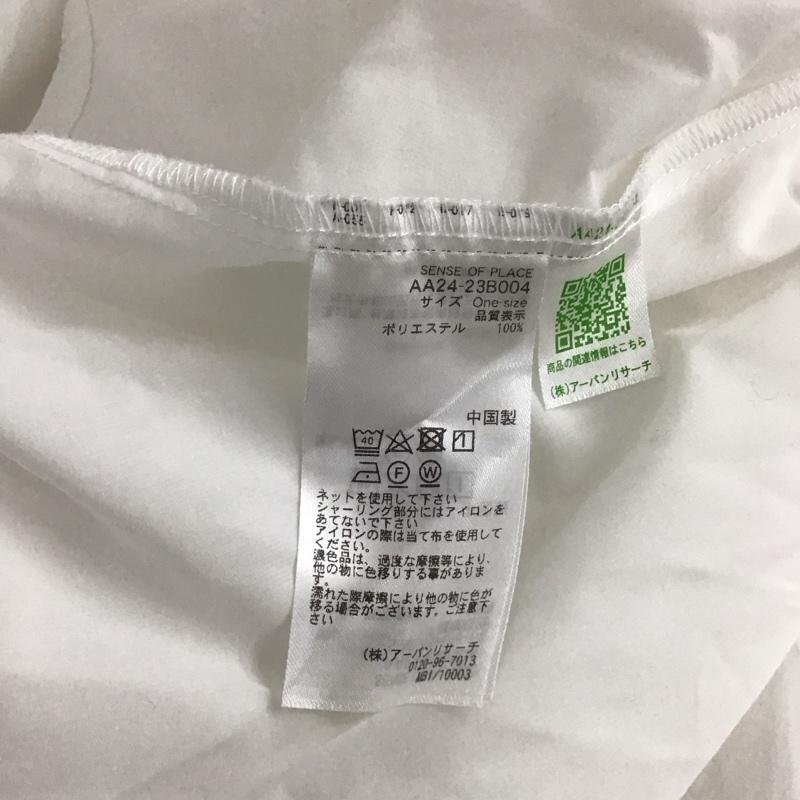 SENSE OF PLACE
AA24-23B004
サイズ One size
品質表示
ポリエステル 100%
中国製
40
F W
ネットを使用して下さい
シャーリング部分にはアイロンを
あてないで下さい
アイロンの際は当て布を使用して
ください。
濃色品は、過度な摩擦等により、
他の物に色移りする事がありま
す。
濡れた際摩擦により他の物に色が
移る場合がございます。ご注意下
さい
(株)アーバンリサーチ
0120-96-7013
MBI/10003
商品の関連情報はこちら
(株)アーバンリサーチ